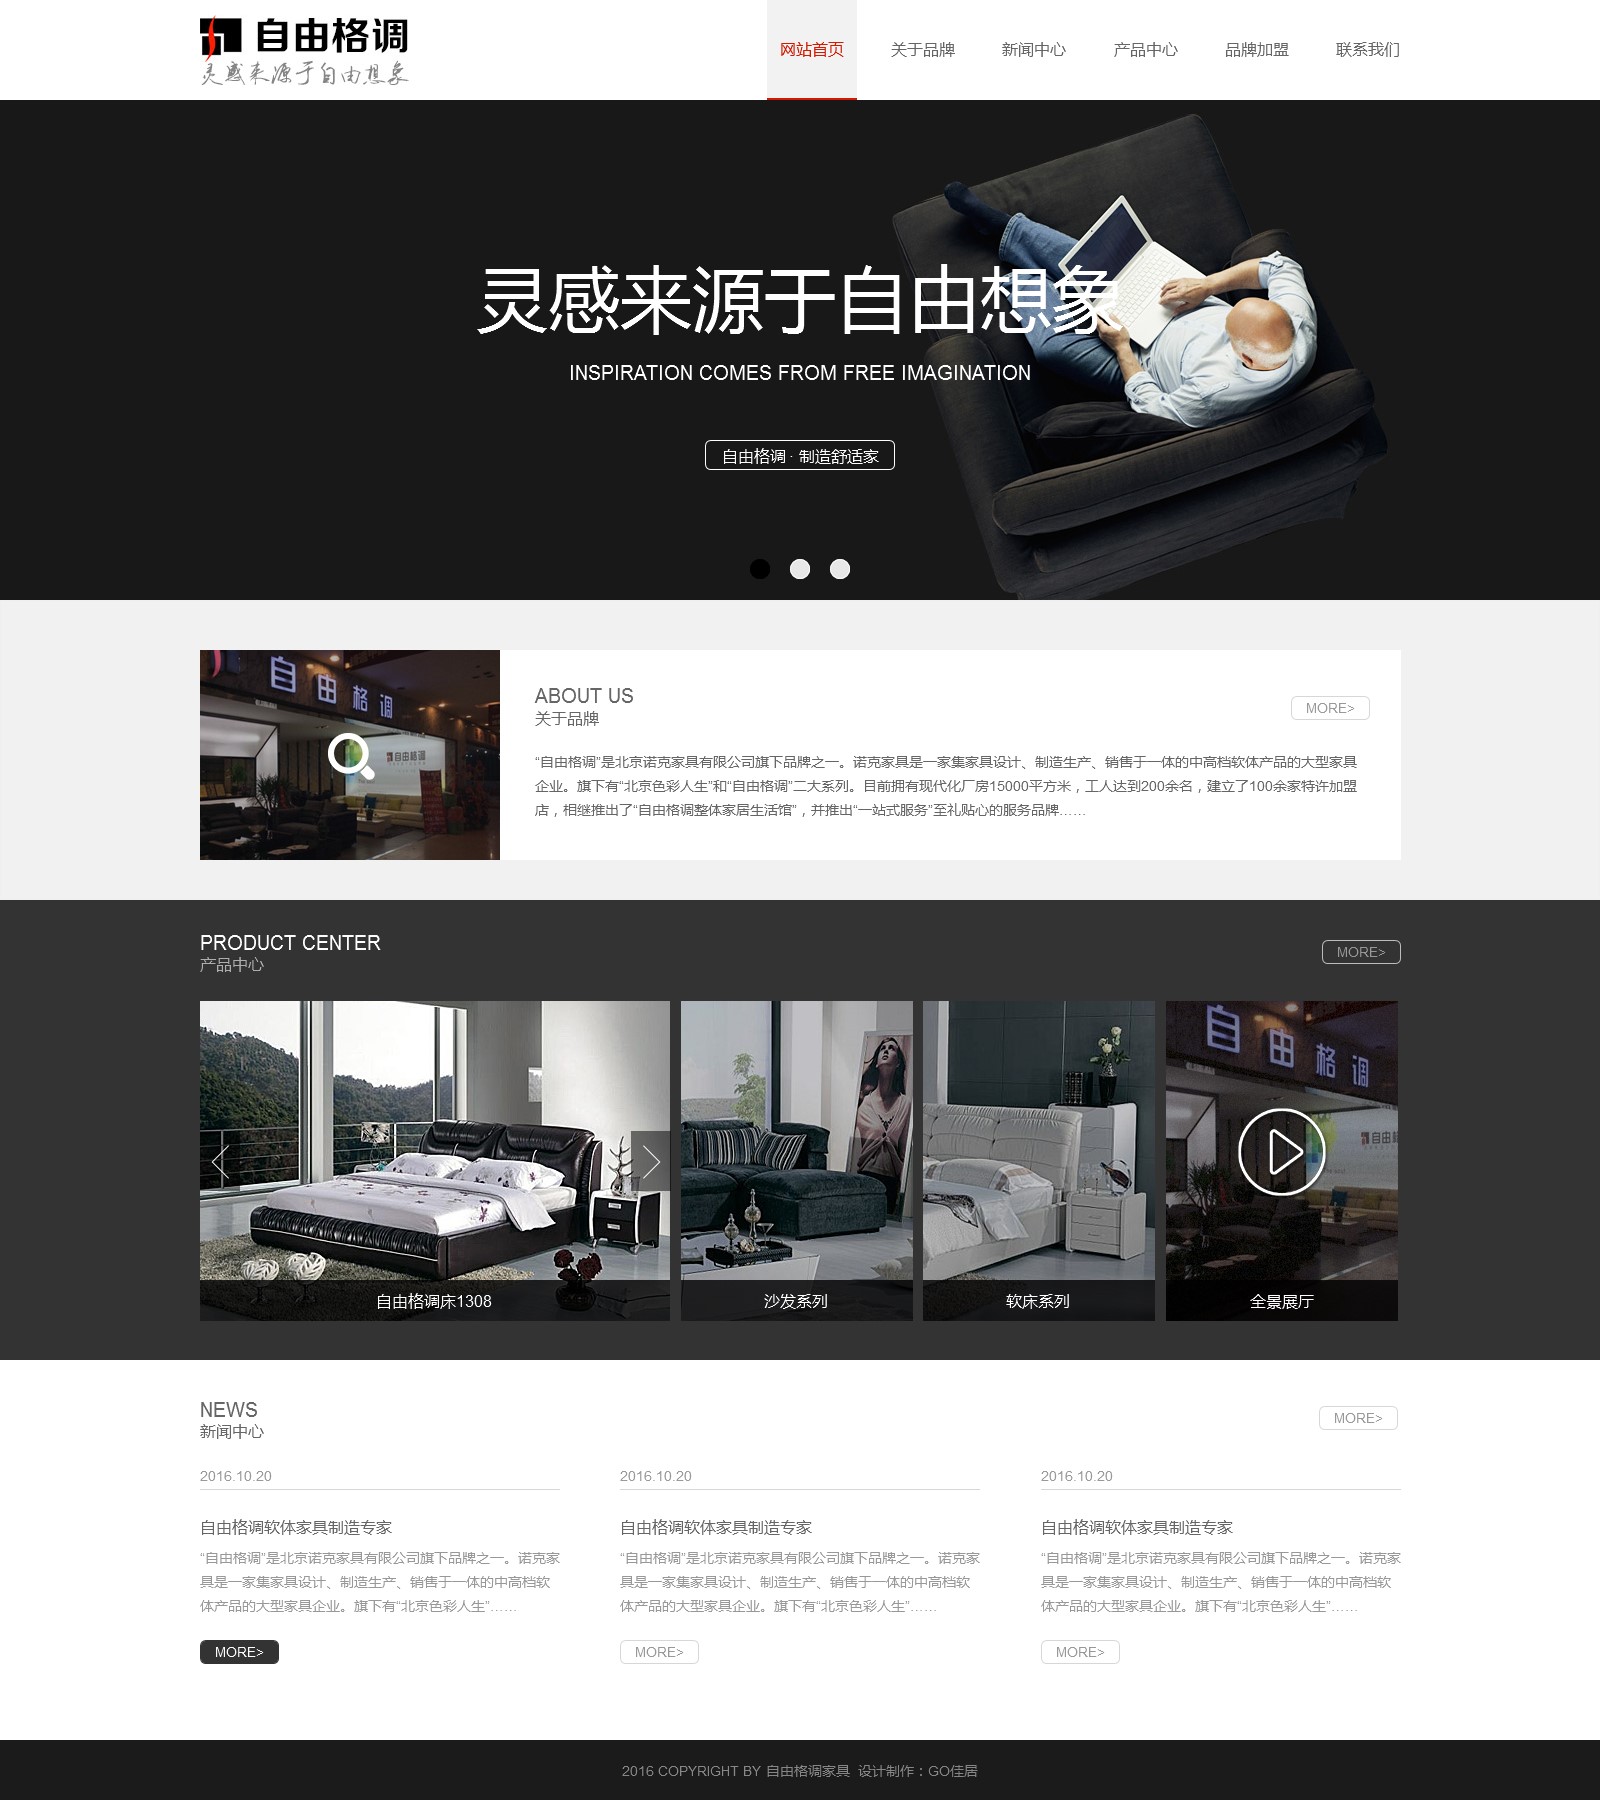 自由格调
灵感来源于自由想象
网站首页 关于品牌 新闻中心 产品中心 品牌加盟 联系我们
灵感来源于自由想象
INSPIRATION COMES FROM FREE IMAGINATION
自由格调 · 制造舒适家
自由格调
自由格调
ABOUT US
关于品牌
MORE>
“自由格调”是北京诺克家具有限公司旗下品牌之一。诺克家具是一家集家具设计、制造生产、销售于一体的中高档软体产品的大型家具
企业。旗下有“北京色彩人生”和“自由格调”二大系列。目前拥有现代化厂房15000平方米，工人达到200余名，建立了100余家特许加盟
店，相继推出了“自由格调整体家居生活馆”，并推出“一站式服务”至礼贴心的服务品牌……
PRODUCT CENTER
产品中心
MORE>
自由格调床1308
沙发系列
软床系列
自由格调
自由格调
全景展厅
NEWS
新闻中心
MORE>
2016.10.20
自由格调软体家具制造专家
“自由格调”是北京诺克家具有限公司旗下品牌之一。诺克家
具是一家集家具设计、制造生产、销售于一体的中高档软
体产品的大型家具企业。旗下有“北京色彩人生”……
MORE>
2016.10.20
自由格调软体家具制造专家
“自由格调”是北京诺克家具有限公司旗下品牌之一。诺克家
具是一家集家具设计、制造生产、销售于一体的中高档软
体产品的大型家具企业。旗下有“北京色彩人生”……
MORE>
2016.10.20
自由格调软体家具制造专家
“自由格调”是北京诺克家具有限公司旗下品牌之一。诺克家
具是一家集家具设计、制造生产、销售于一体的中高档软
体产品的大型家具企业。旗下有“北京色彩人生”……
MORE>
2016 COPYRIGHT BY 自由格调家具 设计制作：GO佳居